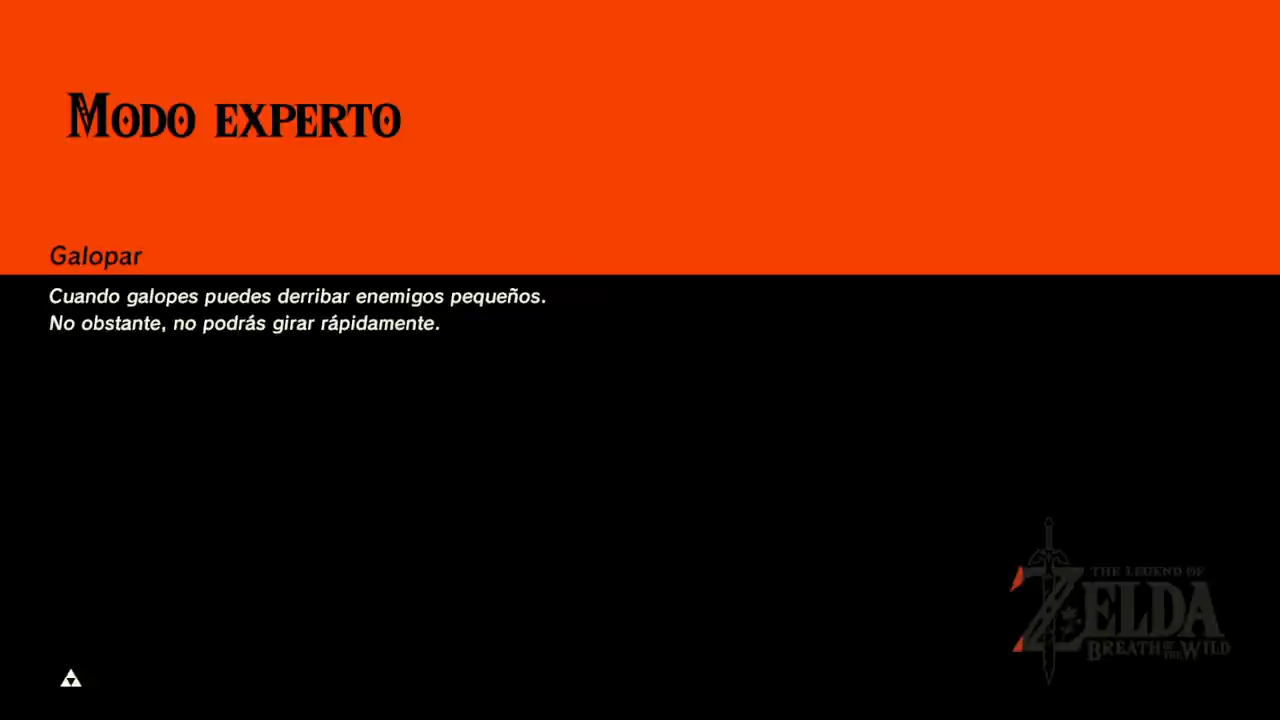 Modo experto
Galopar
Cuando galopes puedes derribar enemigos pequeños.
No obstante, no podrás girar rápidamente.
THE LEGEND OF
ZELDA
BREATH OF THE WILD